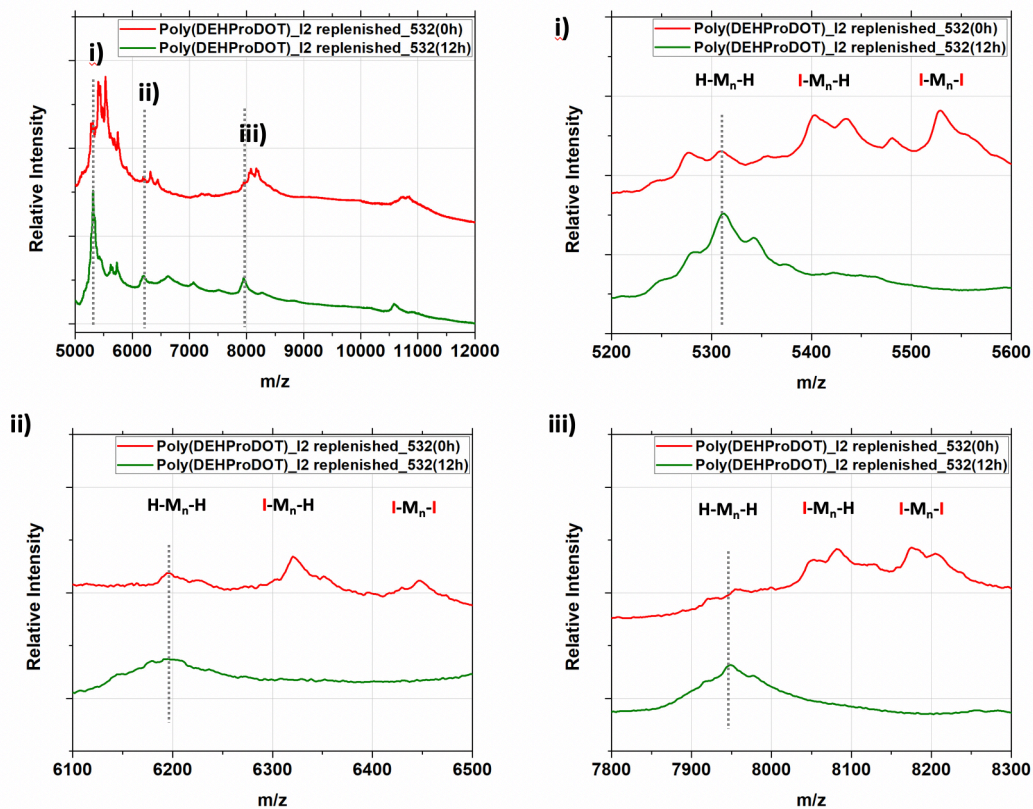 Poly(DEHProDOT)_I2 replenished_532(0h)
Poly(DEHProDOT)_I2 replenished_532(12h)
i)
ii)
iii)
Relative Intensity
5000 6000 7000 8000 9000 10000 11000 12000
m/z
i)
Poly(DEHProDOT)_I2 replenished_532(0h)
Poly(DEHProDOT)_I2 replenished_532(12h)
H-Mn-H I-Mn-H I-Mn-I
Relative Intensity
5200 5300 5400 5500 5600
m/z
ii)
Poly(DEHProDOT)_I2 replenished_532(0h)
Poly(DEHProDOT)_I2 replenished_532(12h)
H-Mn-H I-Mn-H I-Mn-I
Relative Intensity
6100 6200 6300 6400 6500
m/z
iii)
Poly(DEHProDOT)_I2 replenished_532(0h)
Poly(DEHProDOT)_I2 replenished_532(12h)
H-Mn-H I-Mn-H I-Mn-I
Relative Intensity
7800 7900 8000 8100 8200 8300
m/z